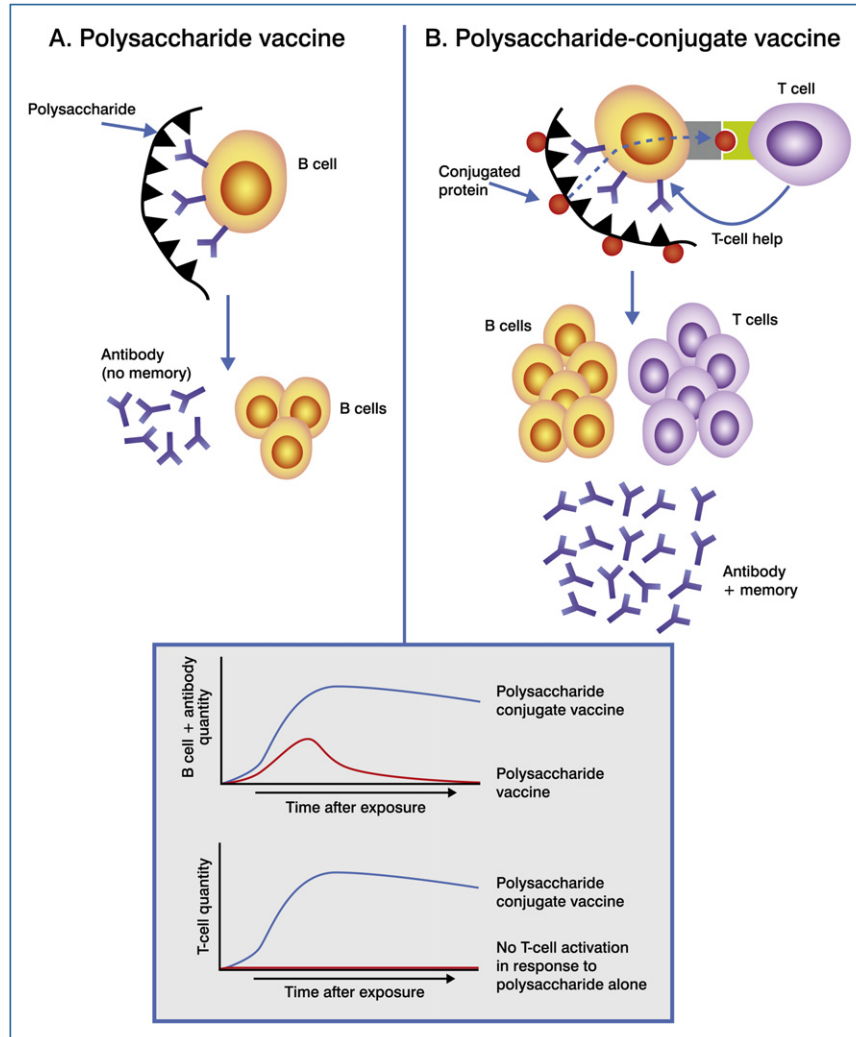 A. Polysaccharide vaccine
Polysaccharide
B cell
Antibody
(no memory)
B cells
B. Polysaccharide-conjugate vaccine
T cell
Conjugated
protein
T-cell help
B cells
T cells
Antibody
+ memory
B cell + antibody
quantity
Polysaccharide
conjugate vaccine
Polysaccharide
vaccine
Time after exposure
T-cell quantity
Polysaccharide
conjugate vaccine
No T-cell activation
in response to
polysaccharide alone
Time after exposure